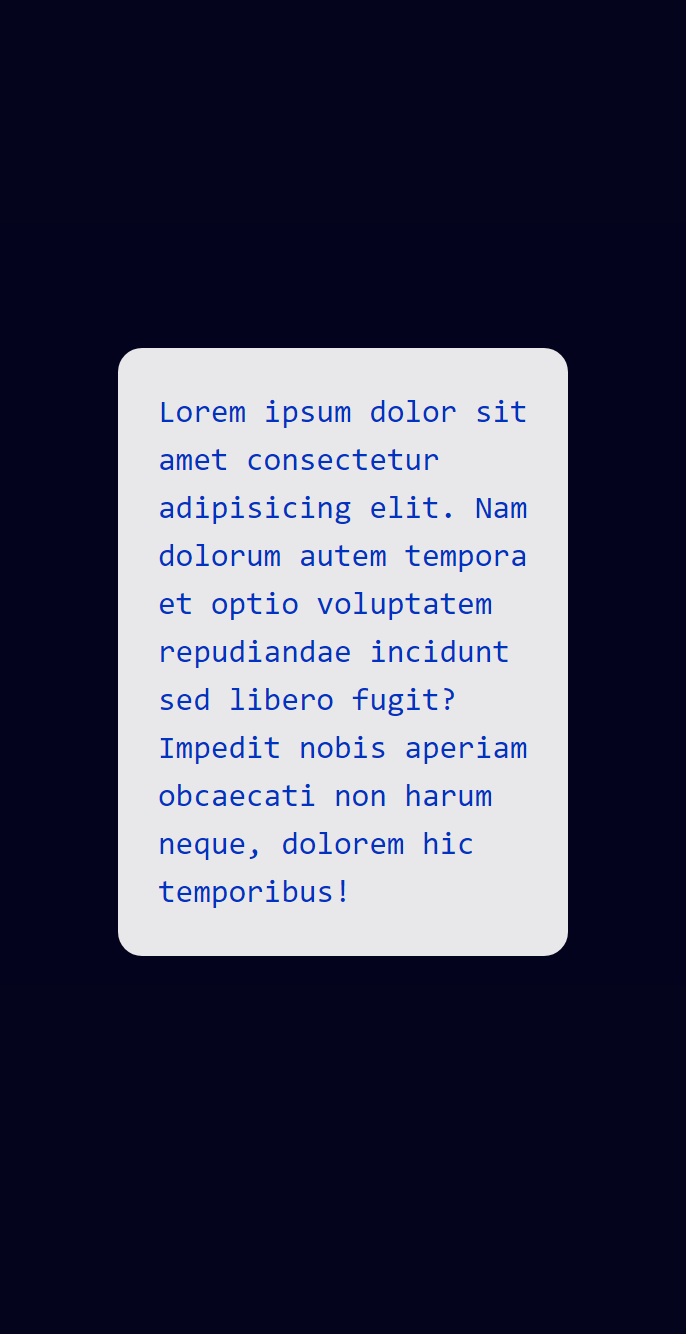 Lorem ipsum dolor sit
amet consectetur
adipisicing elit. Nam
dolorum autem tempora
et optio voluptatem
repudiandae incidunt
sed libero fugit?
Impedit nobis aperiam
obcaecati non harum
neque, dolorem hic
temporibus!